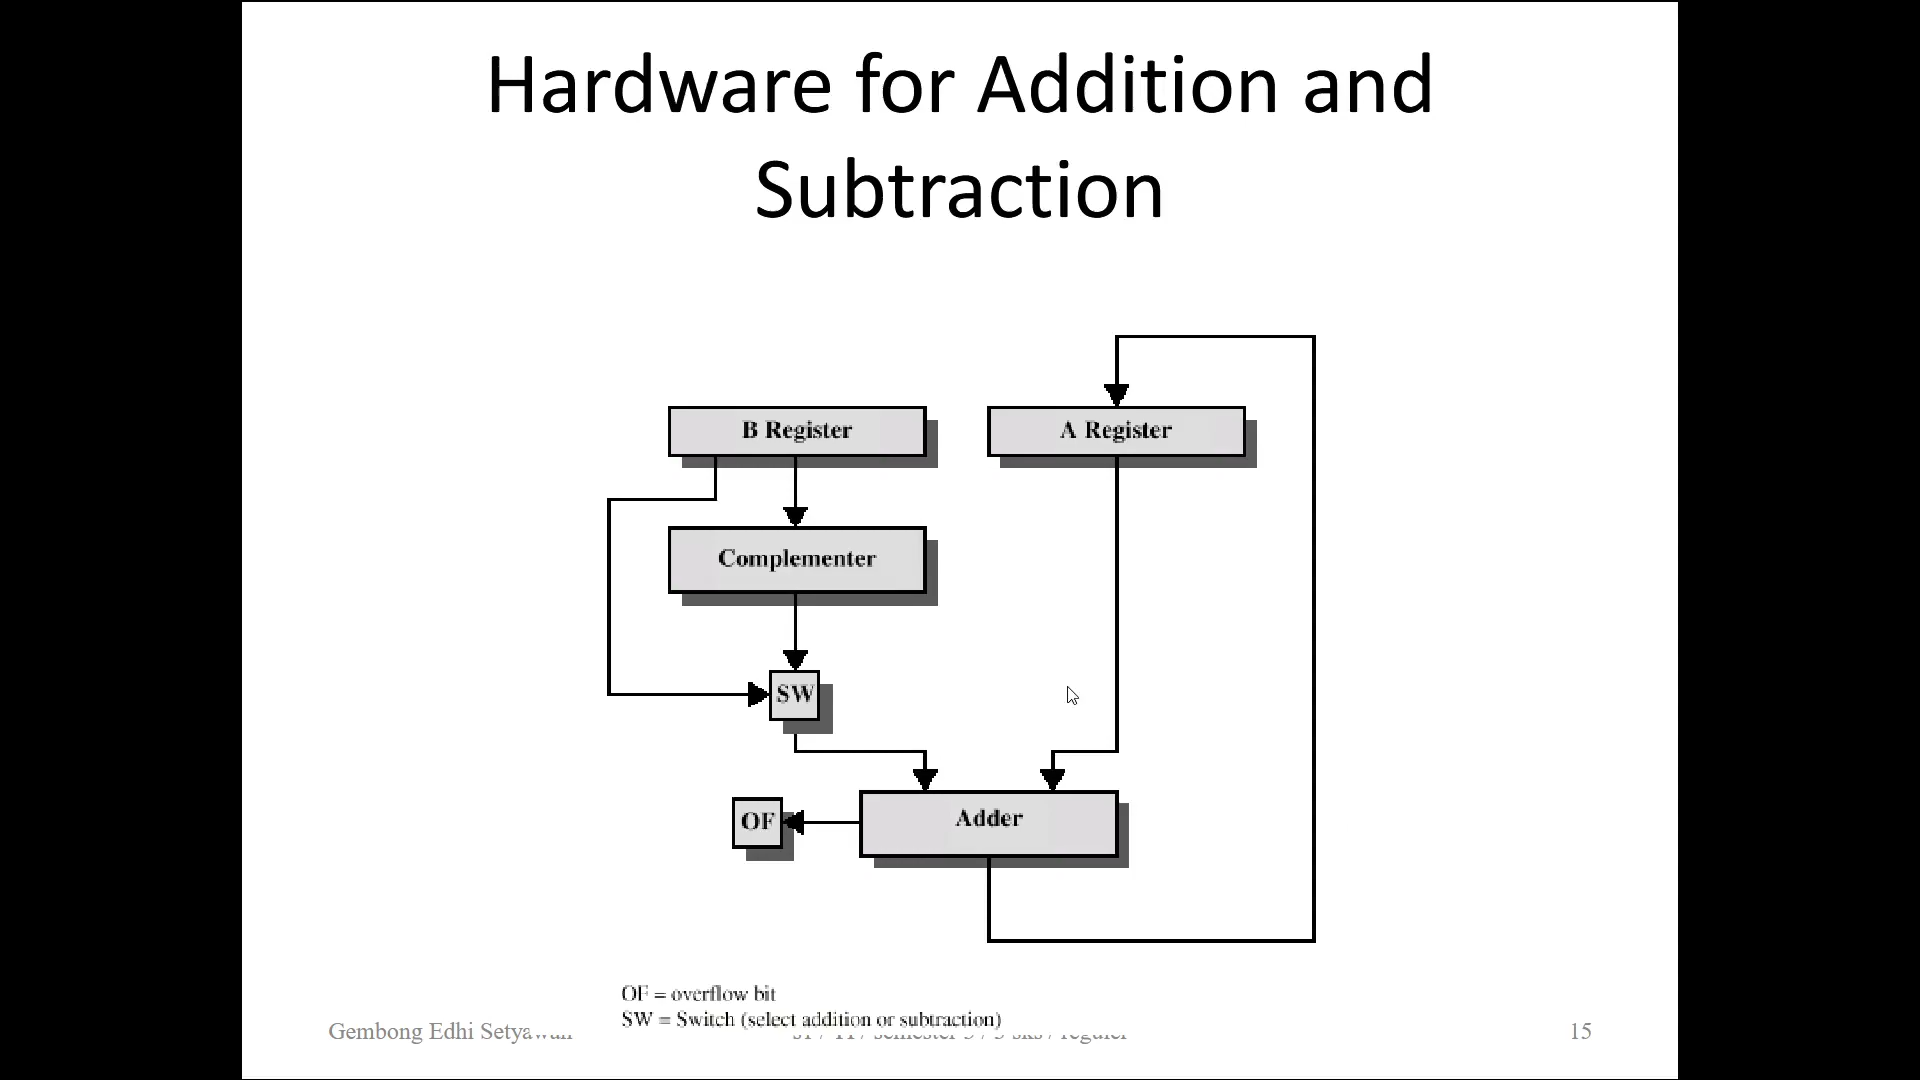 Hardware for Addition and
Subtraction
B Register
A Register
Complementer
SW
OF
Adder
OF = overflow bit
SW = Switch (select addition or subtraction)
Gembong Edhi Setyawan
15